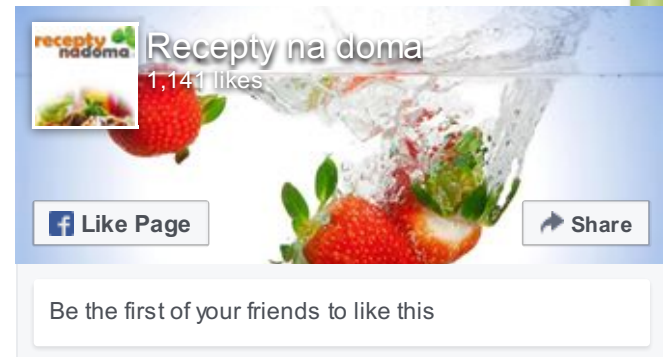 recepty
nadoma
Recepty na doma
1,141 likes
Like Page
Share
Be the first of your friends to like this